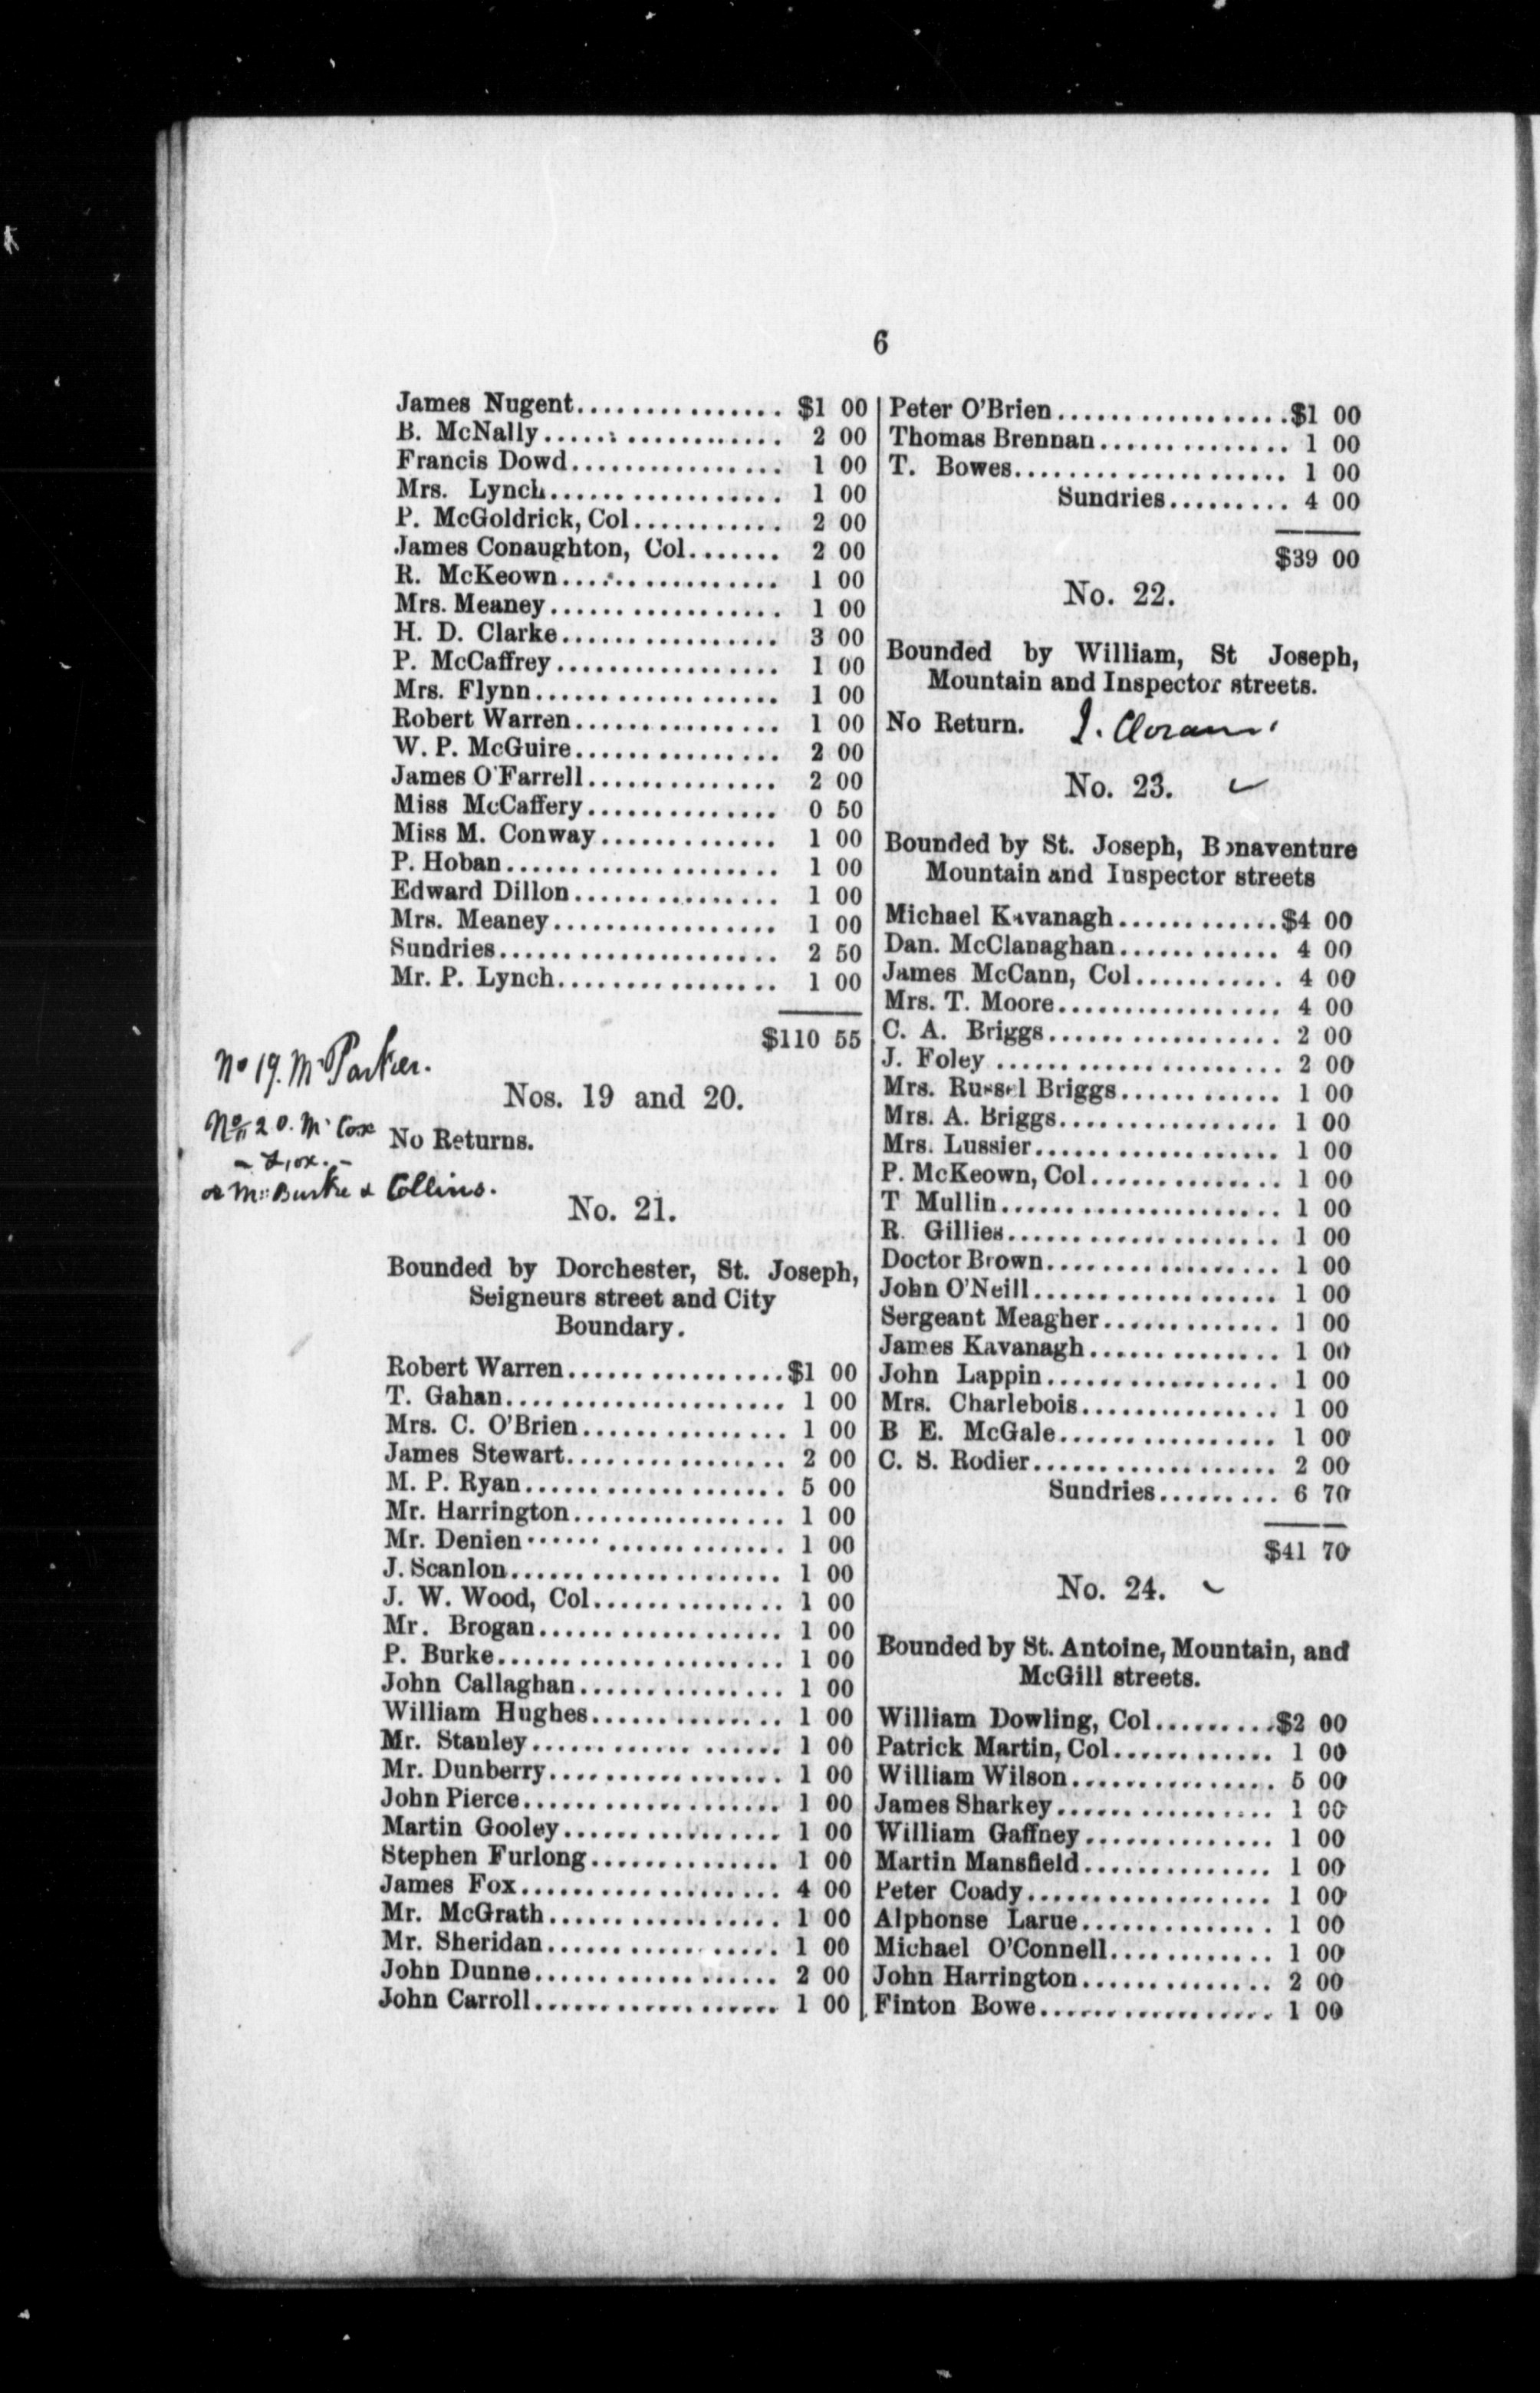 6
James Nugent................ $1 00
B. McNally.................. 2 00
Francis Dowd................ 1 00
Mrs. Lynch.................. 1 00
P. McGoldrick, Col........... 2 00
James Conaughton, Col....... 2 00
R. McKeown................. 1 00
Mrs. Meaney.................. 1 00
H. D. Clarke................. 3 00
P. McCaffrey................. 1 00
Mrs. Flynn................... 1 00
Robert Warren................ 1 00
W. P. McGuire................ 2 00
James O'Farrell............... 2 00
Miss McCaffery............... 0 50
Miss M. Conway.............. 1 00
P. Hoban..................... 1 00
Edward Dillon................ 1 00
Mrs. Meaney................. 1 00
Sundries...................... 2 50
Mr. P. Lynch................. 1 00
$110 55
No 19. Mr Parker.
Nos. 19 and 20.
No 20. Mr Cox
No Returns.
or Mr. Burke & Collins.
No. 21.
Bounded by Dorchester, St. Joseph,
Seigneurs street and City
Boundary.
Robert Warren................$1 00
T. Gahan..................... 1 00
Mrs. C. O'Brien............... 1 00
James Stewart................. 2 00
M. P. Ryan.................... 5 00
Mr. Harrington................ 1 00
Mr. Denien................... 1 00
J. Scanlon.................... 1 00
J. W. Wood, Col.............. 1 00
Mr. Brogan.................. 1 00
P. Burke...................... 1 00
John Callaghan............... 1 00
William Hughes.............. 1 00
Mr. Stanley............ ...... 1 00
Mr. Dunberry.................. 1 00
John Pierce.................... 1 00
Martin Gooley................. 1 00
Stephen Furlong.............. 1 00
James Fox.................... 4 00
Mr. McGrath.................. 1 00
Mr. Sheridan.................. 1 00
John Dunne................... 2 00
John Carroll................... 1 00
Peter O'Brien..................$1 00
Thomas Brennan.............. 1 00
T. Bowes..................... 1 00
Sundries......... 4 00
$39 00
No. 22.
Bounded by William, St Joseph,
Mountain and Inspector streets.
No Return. J. Cloran.
No. 23.
Bounded by St. Joseph, Bonaventure
Mountain and Inspector streets
Michael Kavanagh............$4 00
Dan. McClanaghan............ 4 00
James McCann, Col........... 4 00
Mrs. T. Moore................. 4 00
C. A. Briggs.................. 2 00
J. Foley ...................... 2 00
Mrs. Russel Briggs............ 1 00
Mrs. A. Briggs................ 1 00
Mrs. Lussier................... 1 00
P. McKeown, Col.............. 1 00
T Mullin..................... 1 00
R. Gillies.................... 1 00
Doctor Brown................. 1 00
John O'Neill................... 1 00
Sergeant Meagher............. 1 00
James Kavanagh.............. 1 00
John Lappin.................. 1 00
Mrs. Charlebois............... 1 00
B E. McGale................. 1 00
C. S. Rodier................... 2 00
Sundries......... 6 70
$41 70
No. 24.
Bounded by St. Antoine, Mountain, and
McGill streets.
William Dowling, Col.........$2 00
Patrick Martin, Col............ 1 00
William Wilson................ 5 00
James Sharkey................. 1 00
William Gaffney.............. 1 00
Martin Mansfield.............. 1 00
Peter Coady................... 1 00
Alphonse Larue.............. 1 00
Michael O'Connell............ 1 00
John Harrington.............. 2 00
Finton Bowe.................. 1 00